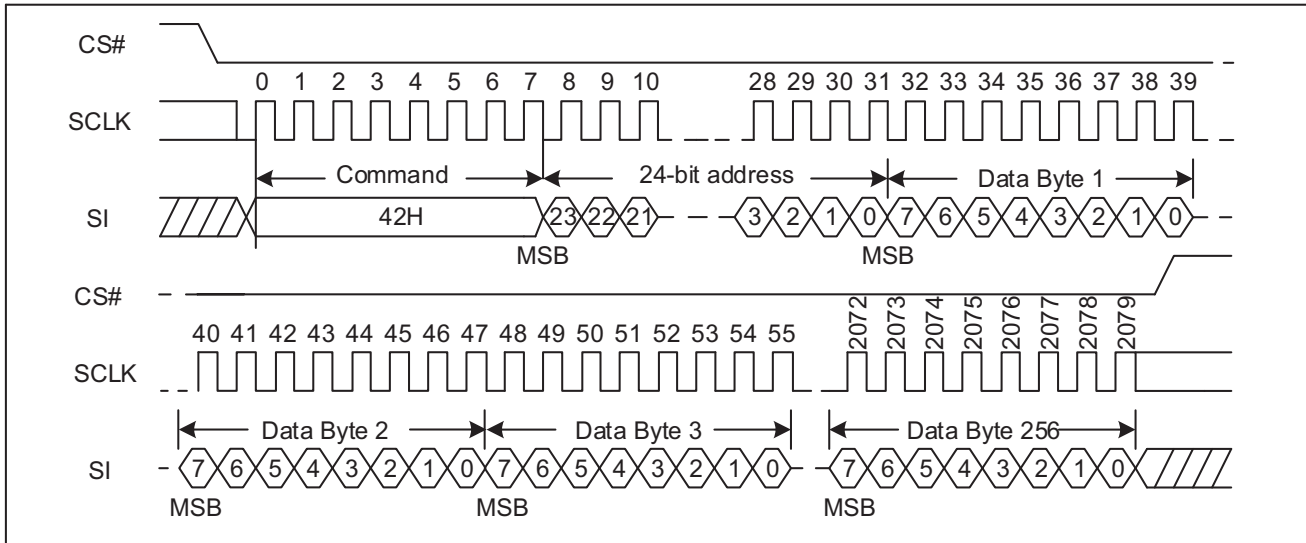 CS#
0 1 2 3 4 5 6 7 8 9 10 28 29 30 31 32 33 34 35 36 37 38 39
SCLK
Command 24-bit address Data Byte 1
SI 42H 23 22 21 3 2 1 0 7 6 5 4 3 2 1 0
MSB MSB
CS#
40 41 42 43 44 45 46 47 48 49 50 51 52 53 54 55 2072 2073 2074 2075 2076 2077 2078 2079
SCLK
Data Byte 2 Data Byte 3 Data Byte 256
SI 7 6 5 4 3 2 1 0 7 6 5 4 3 2 1 0 7 6 5 4 3 2 1 0
MSB MSB MSB